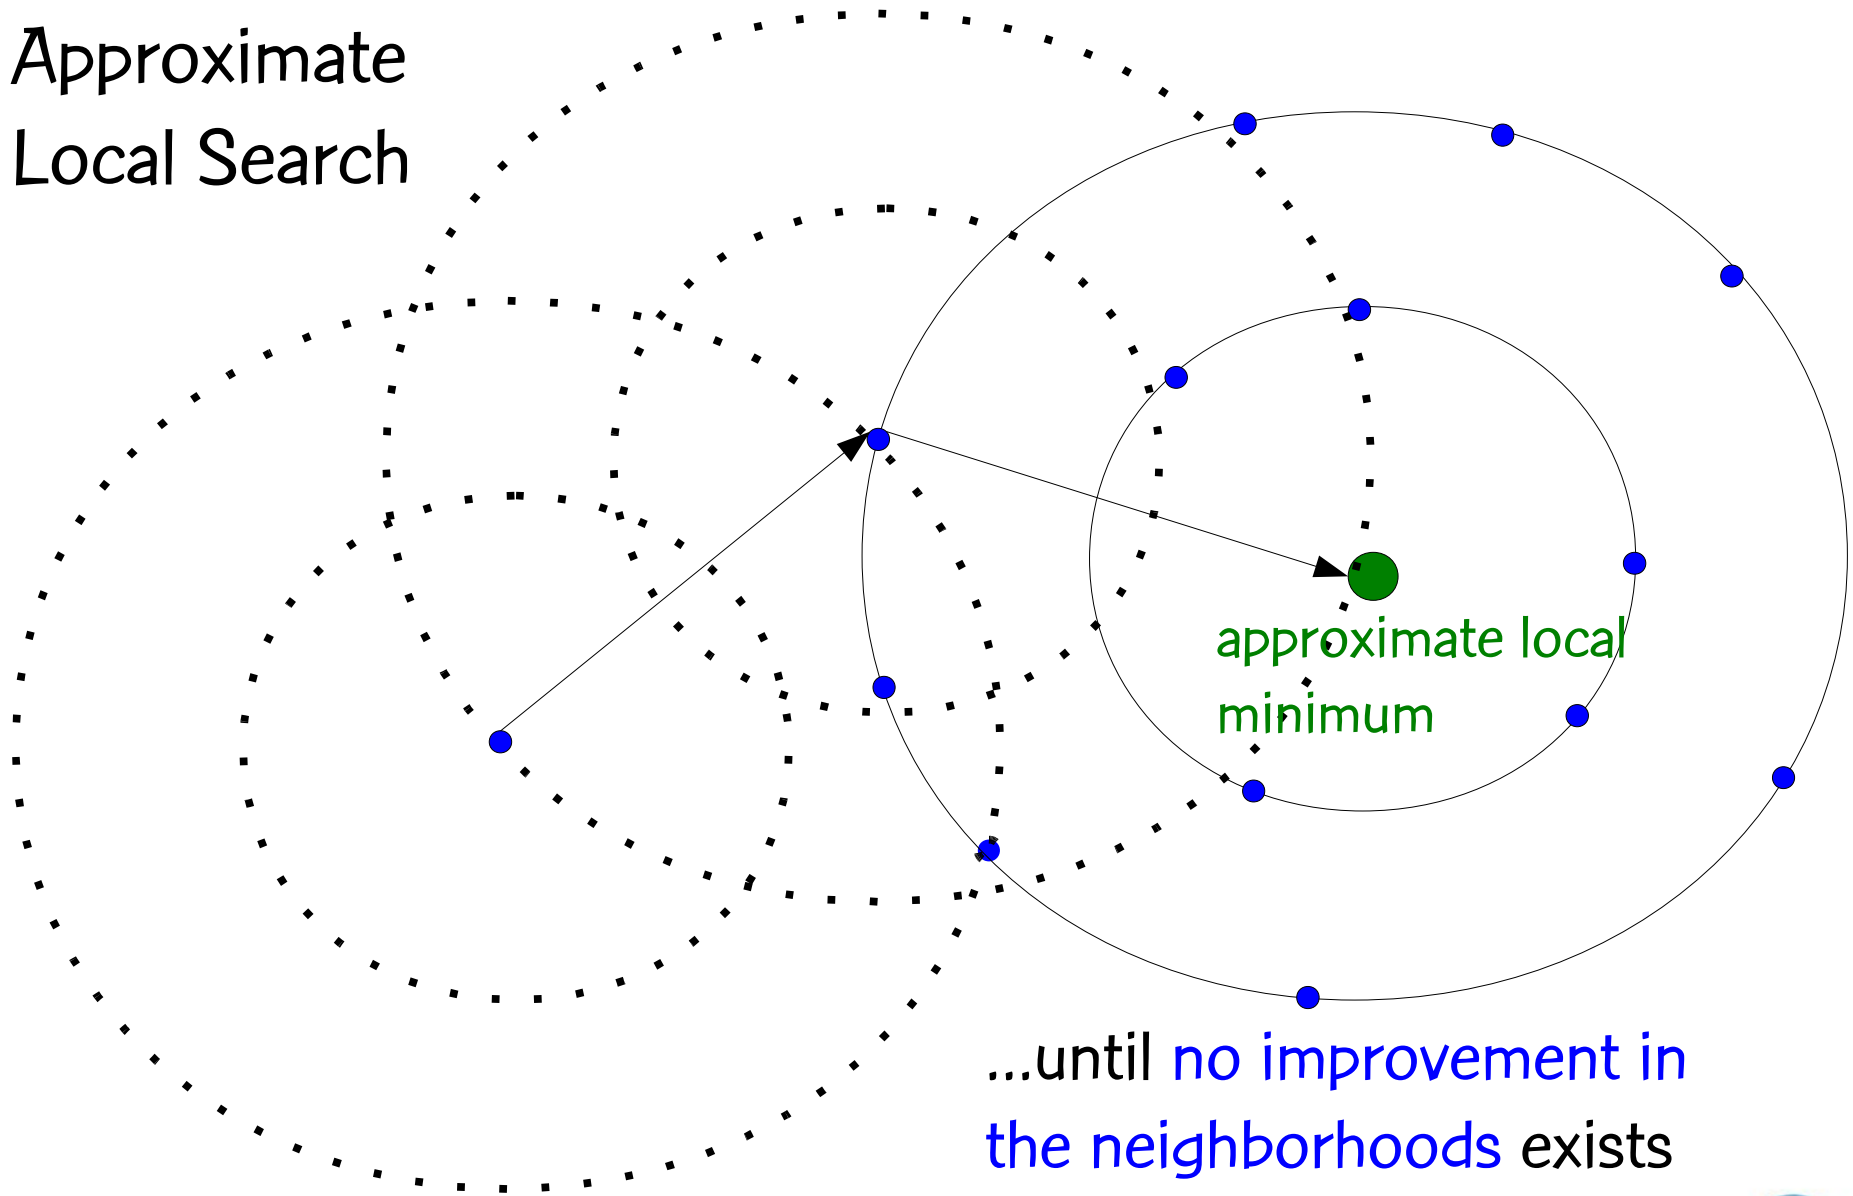 Approximate
Local Search
approximate local
minimum
...until no improvement in
the neighborhoods exists